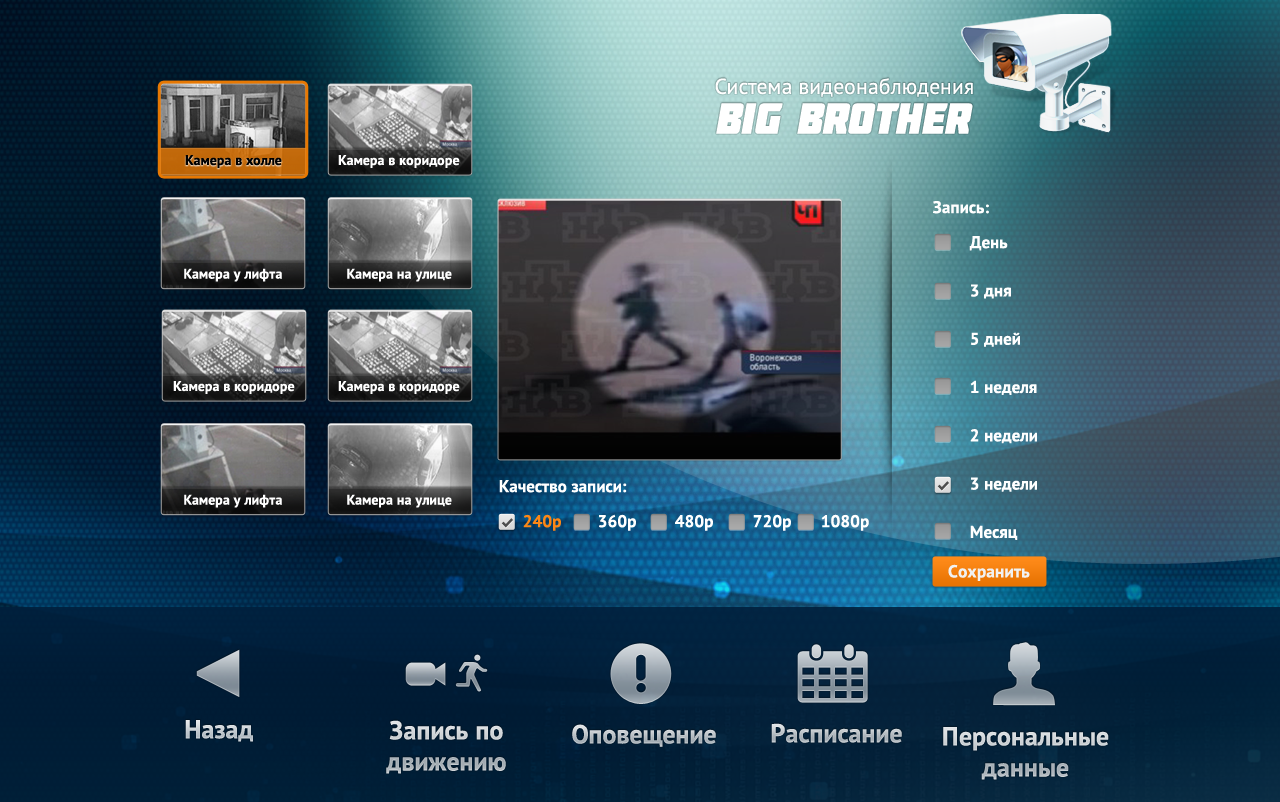 Система видеонаблюдения
BIG BROTHER
Камера в холле
Камера в коридоре
Камера у лифта
Камера на улице
Камера в коридоре
Камера в коридоре
Камера у лифта
Камера на улице
ЧП
НТВ
Воронежская
область
Качество записи:
240p 360p 480p 720p 1080p
Запись:
День
3 дня
5 дней
1 неделя
2 недели
3 недели
Месяц
Сохранить
Назад
Запись по
движению
Оповещение
Расписание
Персональные
данные